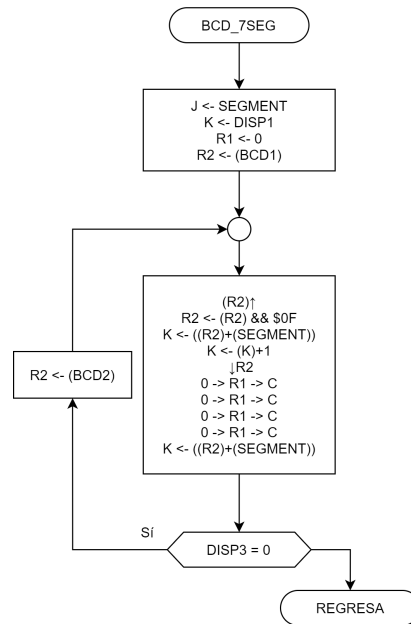 BCD_7SEG
J <- SEGMENT
K <- DISP1
R1 <- 0
R2 <- (BCD1)
(R2)↑
R2 <- (R2) && $0F
K <- ((R2)+(SEGMENT))
K <- (K)+1
↓R2
0 -> R1 -> C
0 -> R1 -> C
0 -> R1 -> C
0 -> R1 -> C
K <- ((R2)+(SEGMENT))
R2 <- (BCD2)
Sí
DISP3 = 0
REGRESA